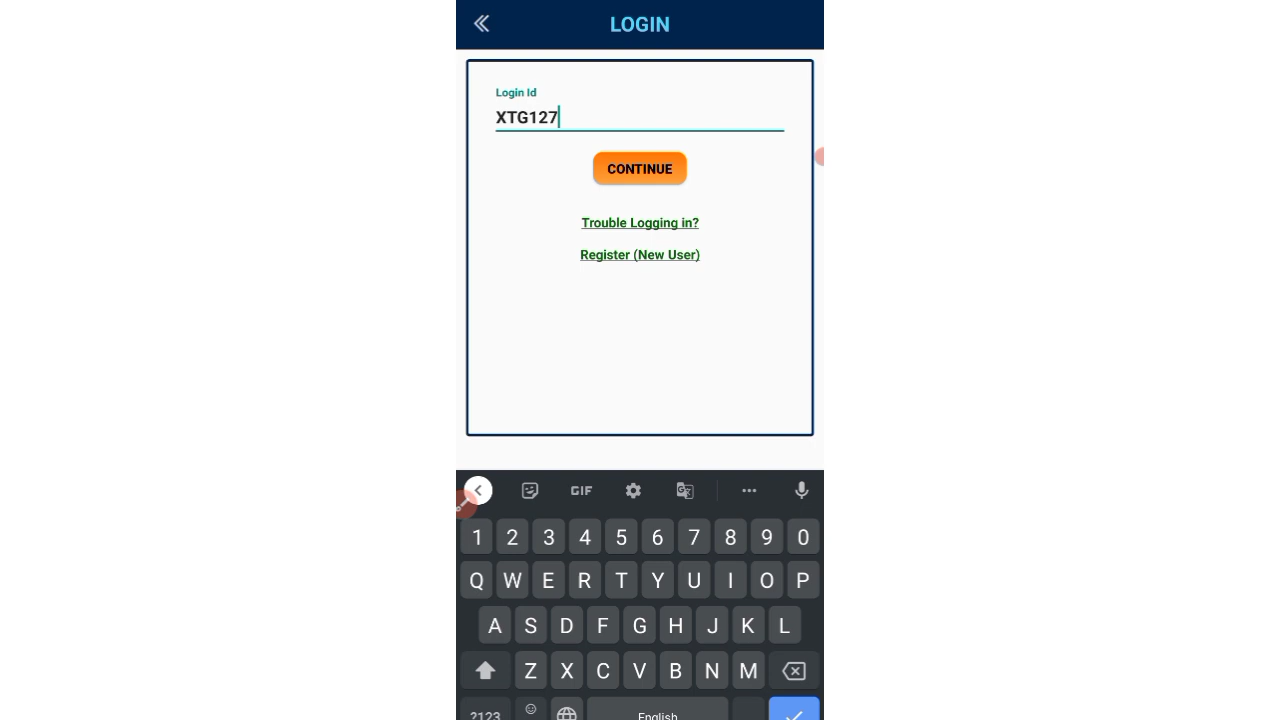 LOGIN
Login Id
XTG127
CONTINUE
Trouble Logging in?
Register (New User)
GIF
1 2 3 4 5 6 7 8 9 0
Q W E R T Y U I O P
A S D F G H J K L
Z X C V B N M
?123 English